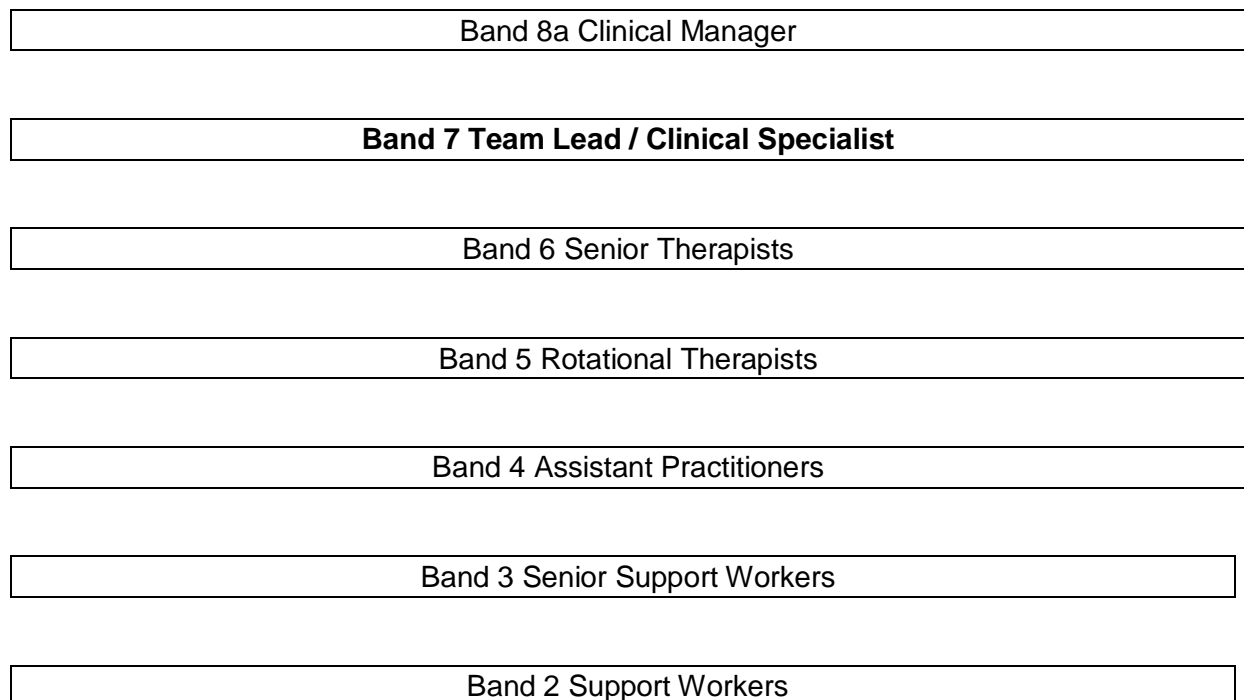 Band 8a Clinical Manager
Band 7 Team Lead / Clinical Specialist
Band 6 Senior Therapists
Band 5 Rotational Therapists
Band 4 Assistant Practitioners
Band 3 Senior Support Workers
Band 2 Support Workers